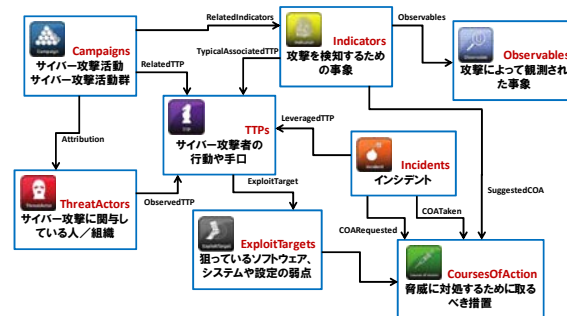 RelatedIndicators
Campaigns
サイバー攻撃活動
サイバー攻撃活動群
Campaign
RelatedTTP
TypicalAssociatedTTP
Indicators
攻撃を検知するため
の事象
Indicator
Observables
Observables
攻撃によって観測され
た事象
Observable
TTPs
サイバー攻撃者の
行動や手口
TTP
LeveragedTTP
Attribution
Incidents
インシデント
Incident
ThreatActors
サイバー攻撃に関与し
ている人／組織
ThreatActor
ObservedTTP
ExploitTarget
SuggestedCOA
COARequested
COATaken
ExploitTargets
狙っているソフトウェア、
システムや設定の弱点
ExploitTarget
CoursesOfAction
脅威に対処するために取る
べき措置